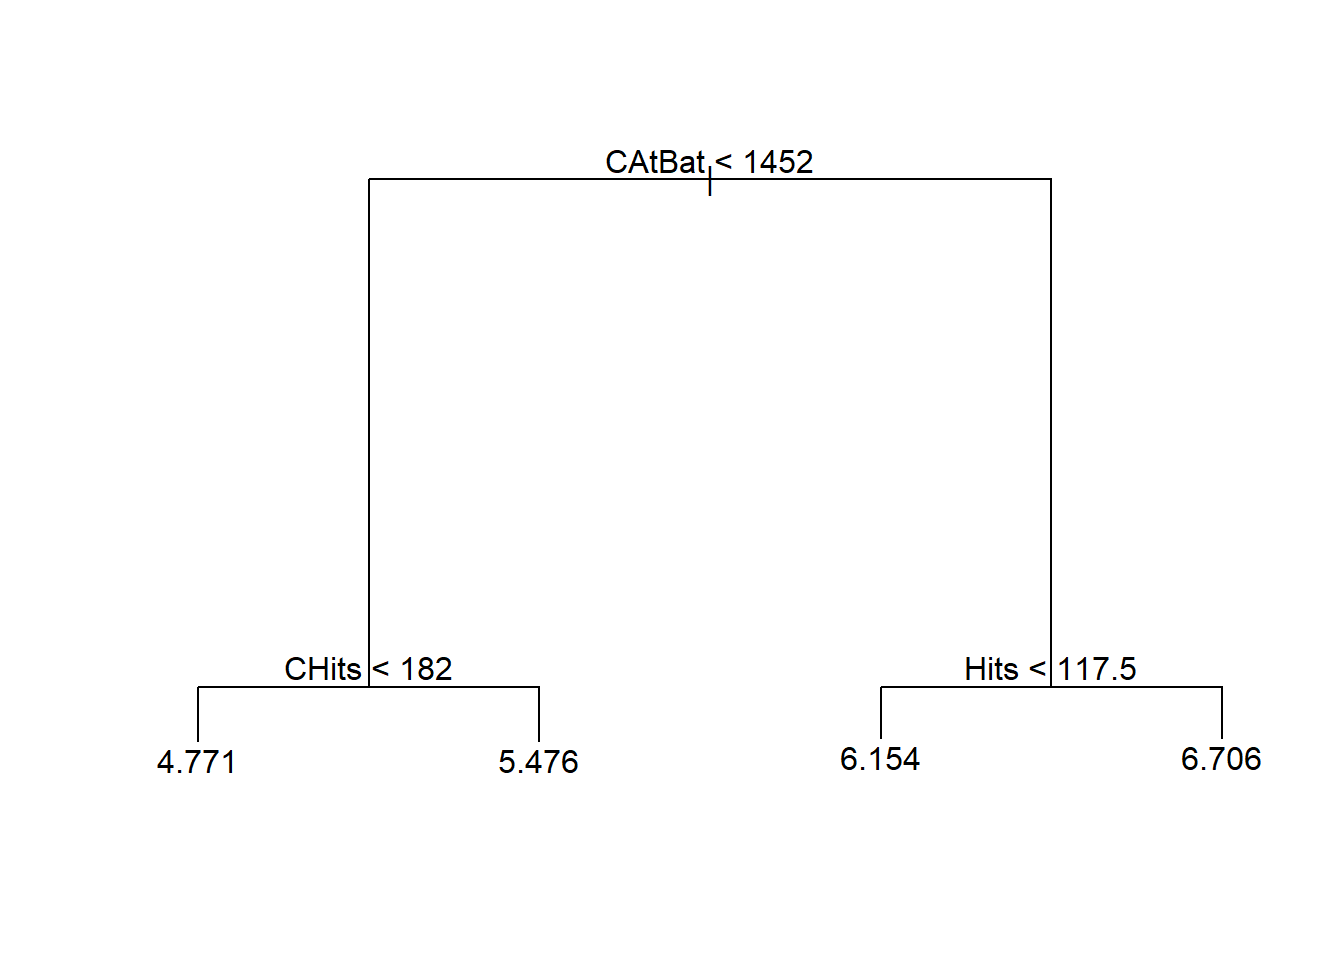 CAtBat < 1452
CHits < 182
Hits < 117.5
4.771
5.476
6.154
6.706